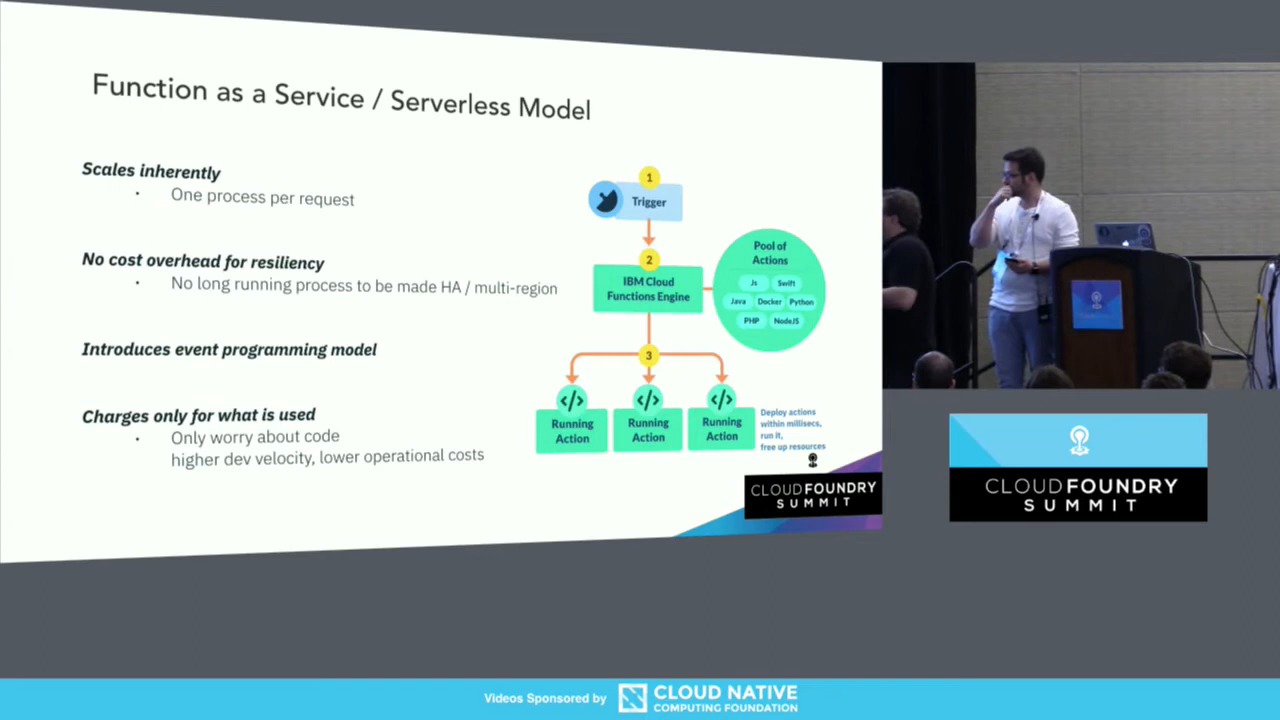 Function as a Service / Serverless Model
Scales inherently
• One process per request
No cost overhead for resiliency
• No long running process to be made HA / multi-region
Introduces event programming model
Charges only for what is used
• Only worry about code
higher dev velocity, lower operational costs
1
Trigger
2
IBM Cloud
Functions Engine
Pool of
Actions
Js Swift
Java Docker Python
PHP NodeJS
3
</> </> </>
Running
Action
Running
Action
Running
Action
Deploy actions
within millisecs,
run it,
free up resources
CLOUDFOUNDRY
SUMMIT
CLOUDFOUNDRY
SUMMIT
Videos Sponsored by
CLOUD NATIVE
COMPUTING FOUNDATION